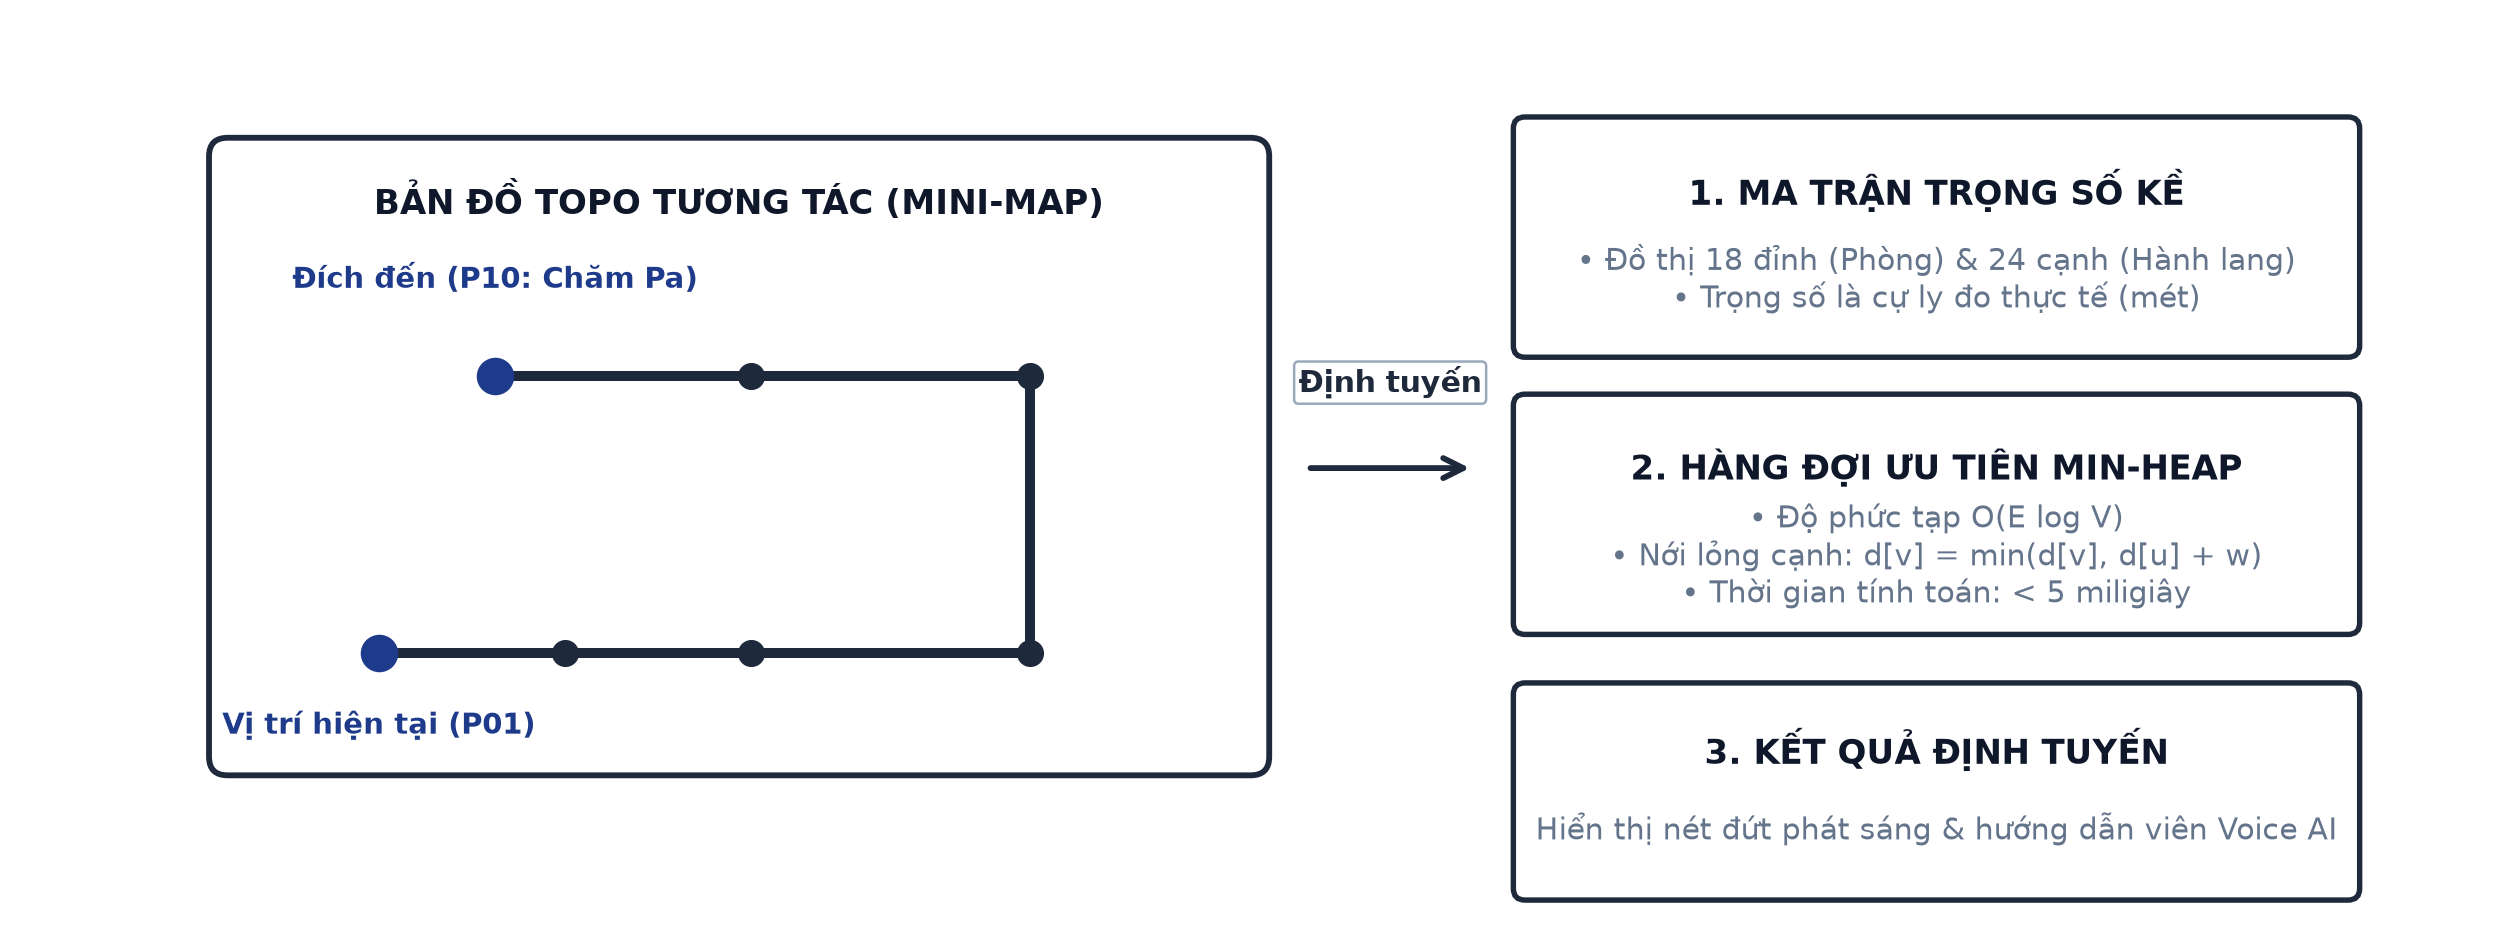 BẢN ĐỒ TOPO TƯƠNG TÁC (MINI-MAP)
Đích đến (P10: Chăm Pa)
Vị trí hiện tại (P01)
Định tuyến
1. MA TRẬN TRỌNG SỐ KỀ
• Đồ thị 18 đỉnh (Phòng) & 24 cạnh (Hành lang)
• Trọng số là cự ly đo thực tế (mét)
2. HÀNG ĐỢI ƯU TIÊN MIN-HEAP
• Độ phức tạp O(E log V)
• Nới lỏng cạnh: d[v] = min(d[v], d[u] + w)
• Thời gian tính toán: < 5 miligiây
3. KẾT QUẢ ĐỊNH TUYẾN
Hiển thị nét đứt phát sáng & hướng dẫn viên Voice AI